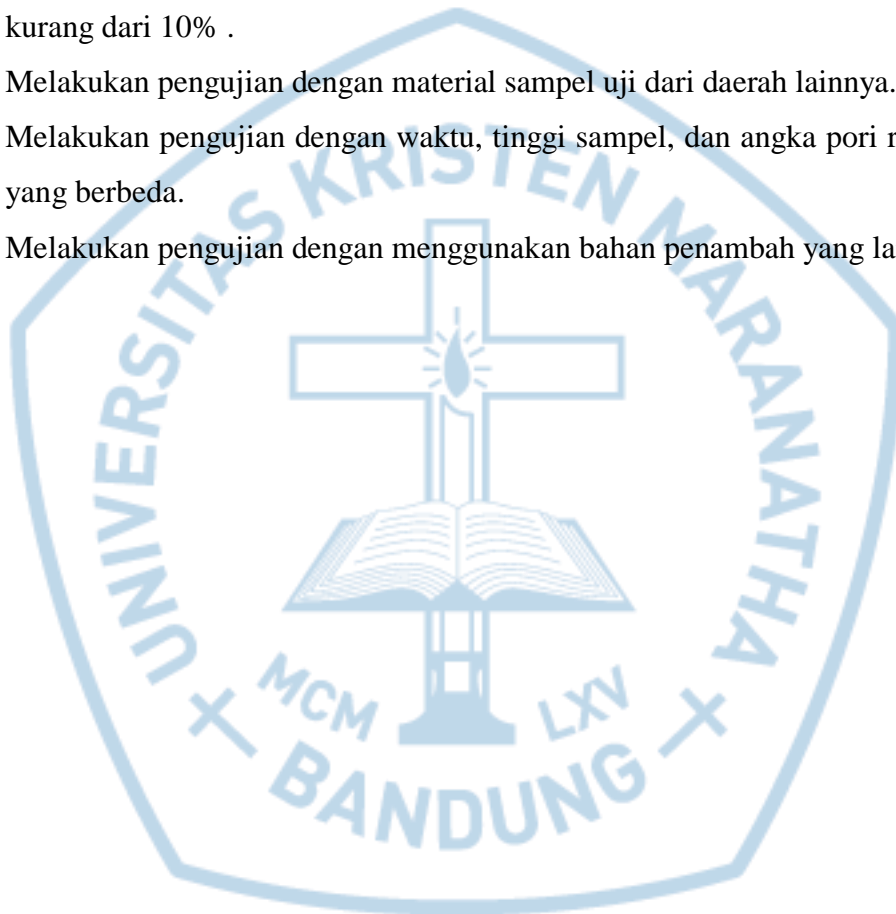 kurang dari 10% .
Melakukan pengujian dengan material sampel uji dari daerah lainnya.
Melakukan pengujian dengan waktu, tinggi sampel, dan angka pori
yang berbeda.
Melakukan pengujian dengan menggunakan bahan penambah yang
UNIVERSITAS KRISTEN MARANATHA
MCM LXV
BANDUNG